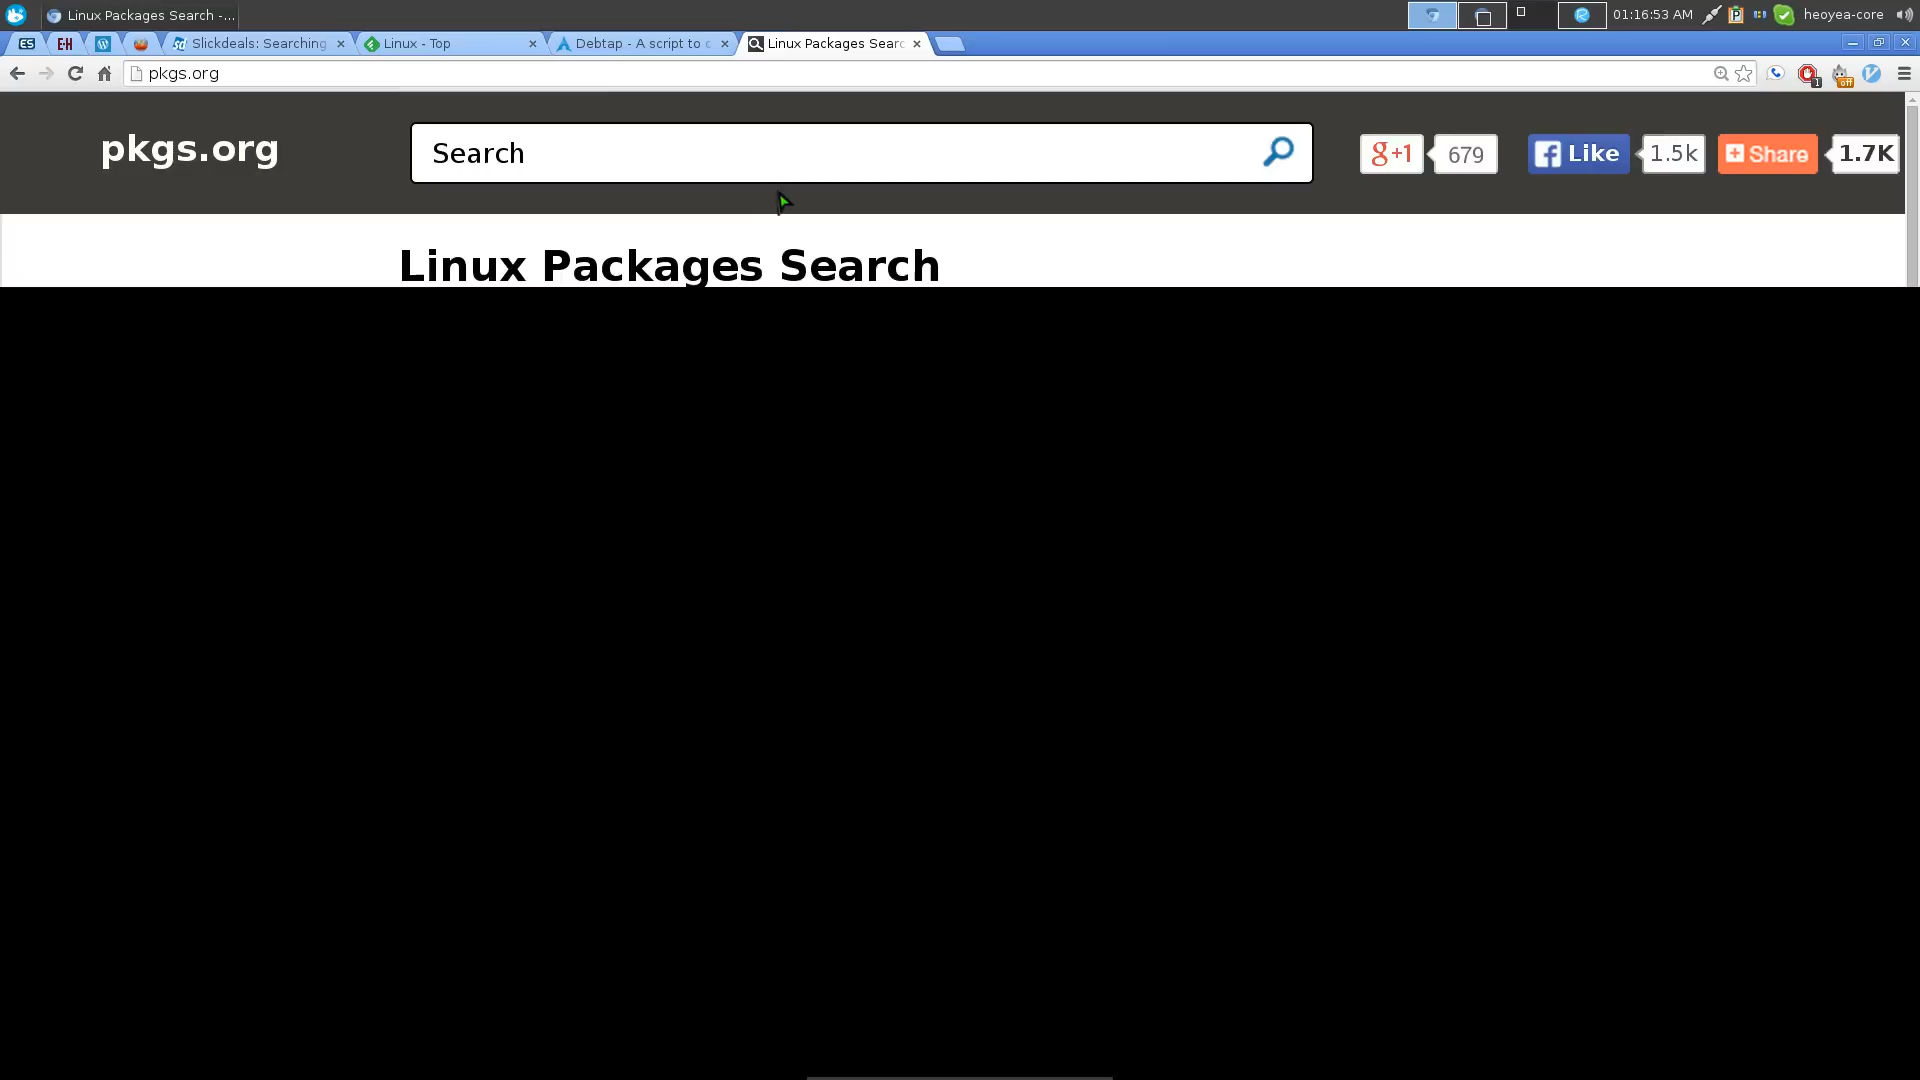 Linux Packages Search -...
01:16:53 AM
heoyea-core
ES
E-H
Slickdeals: Searching
Linux - Top
Debtap - A script to c
Linux Packages Searc
pkgs.org
pkgs.org
Search
g+1
679
Like
1.5k
Share
1.7K
Linux Packages Search